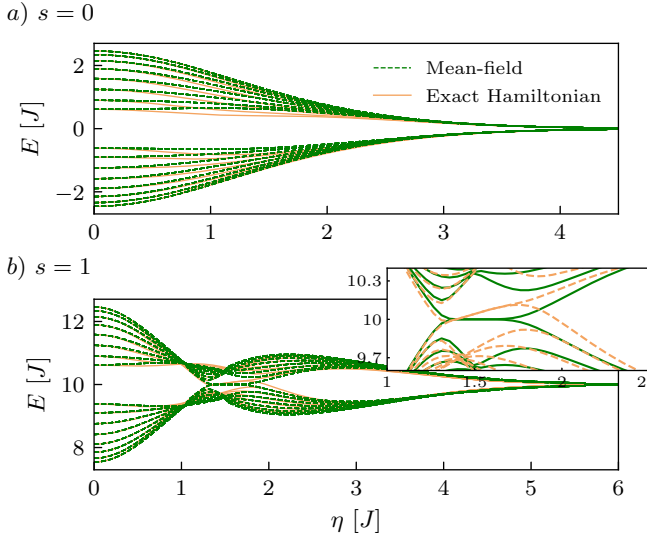 a) s = 0
2
0
−2
E [J]
Mean-field
Exact Hamiltonian
0 1 2 3 4
b) s = 1
12
10
8
E [J]
10.3
10
9.7
1 1.5 2 2
0 1 2 3 4 5 6
η [J]